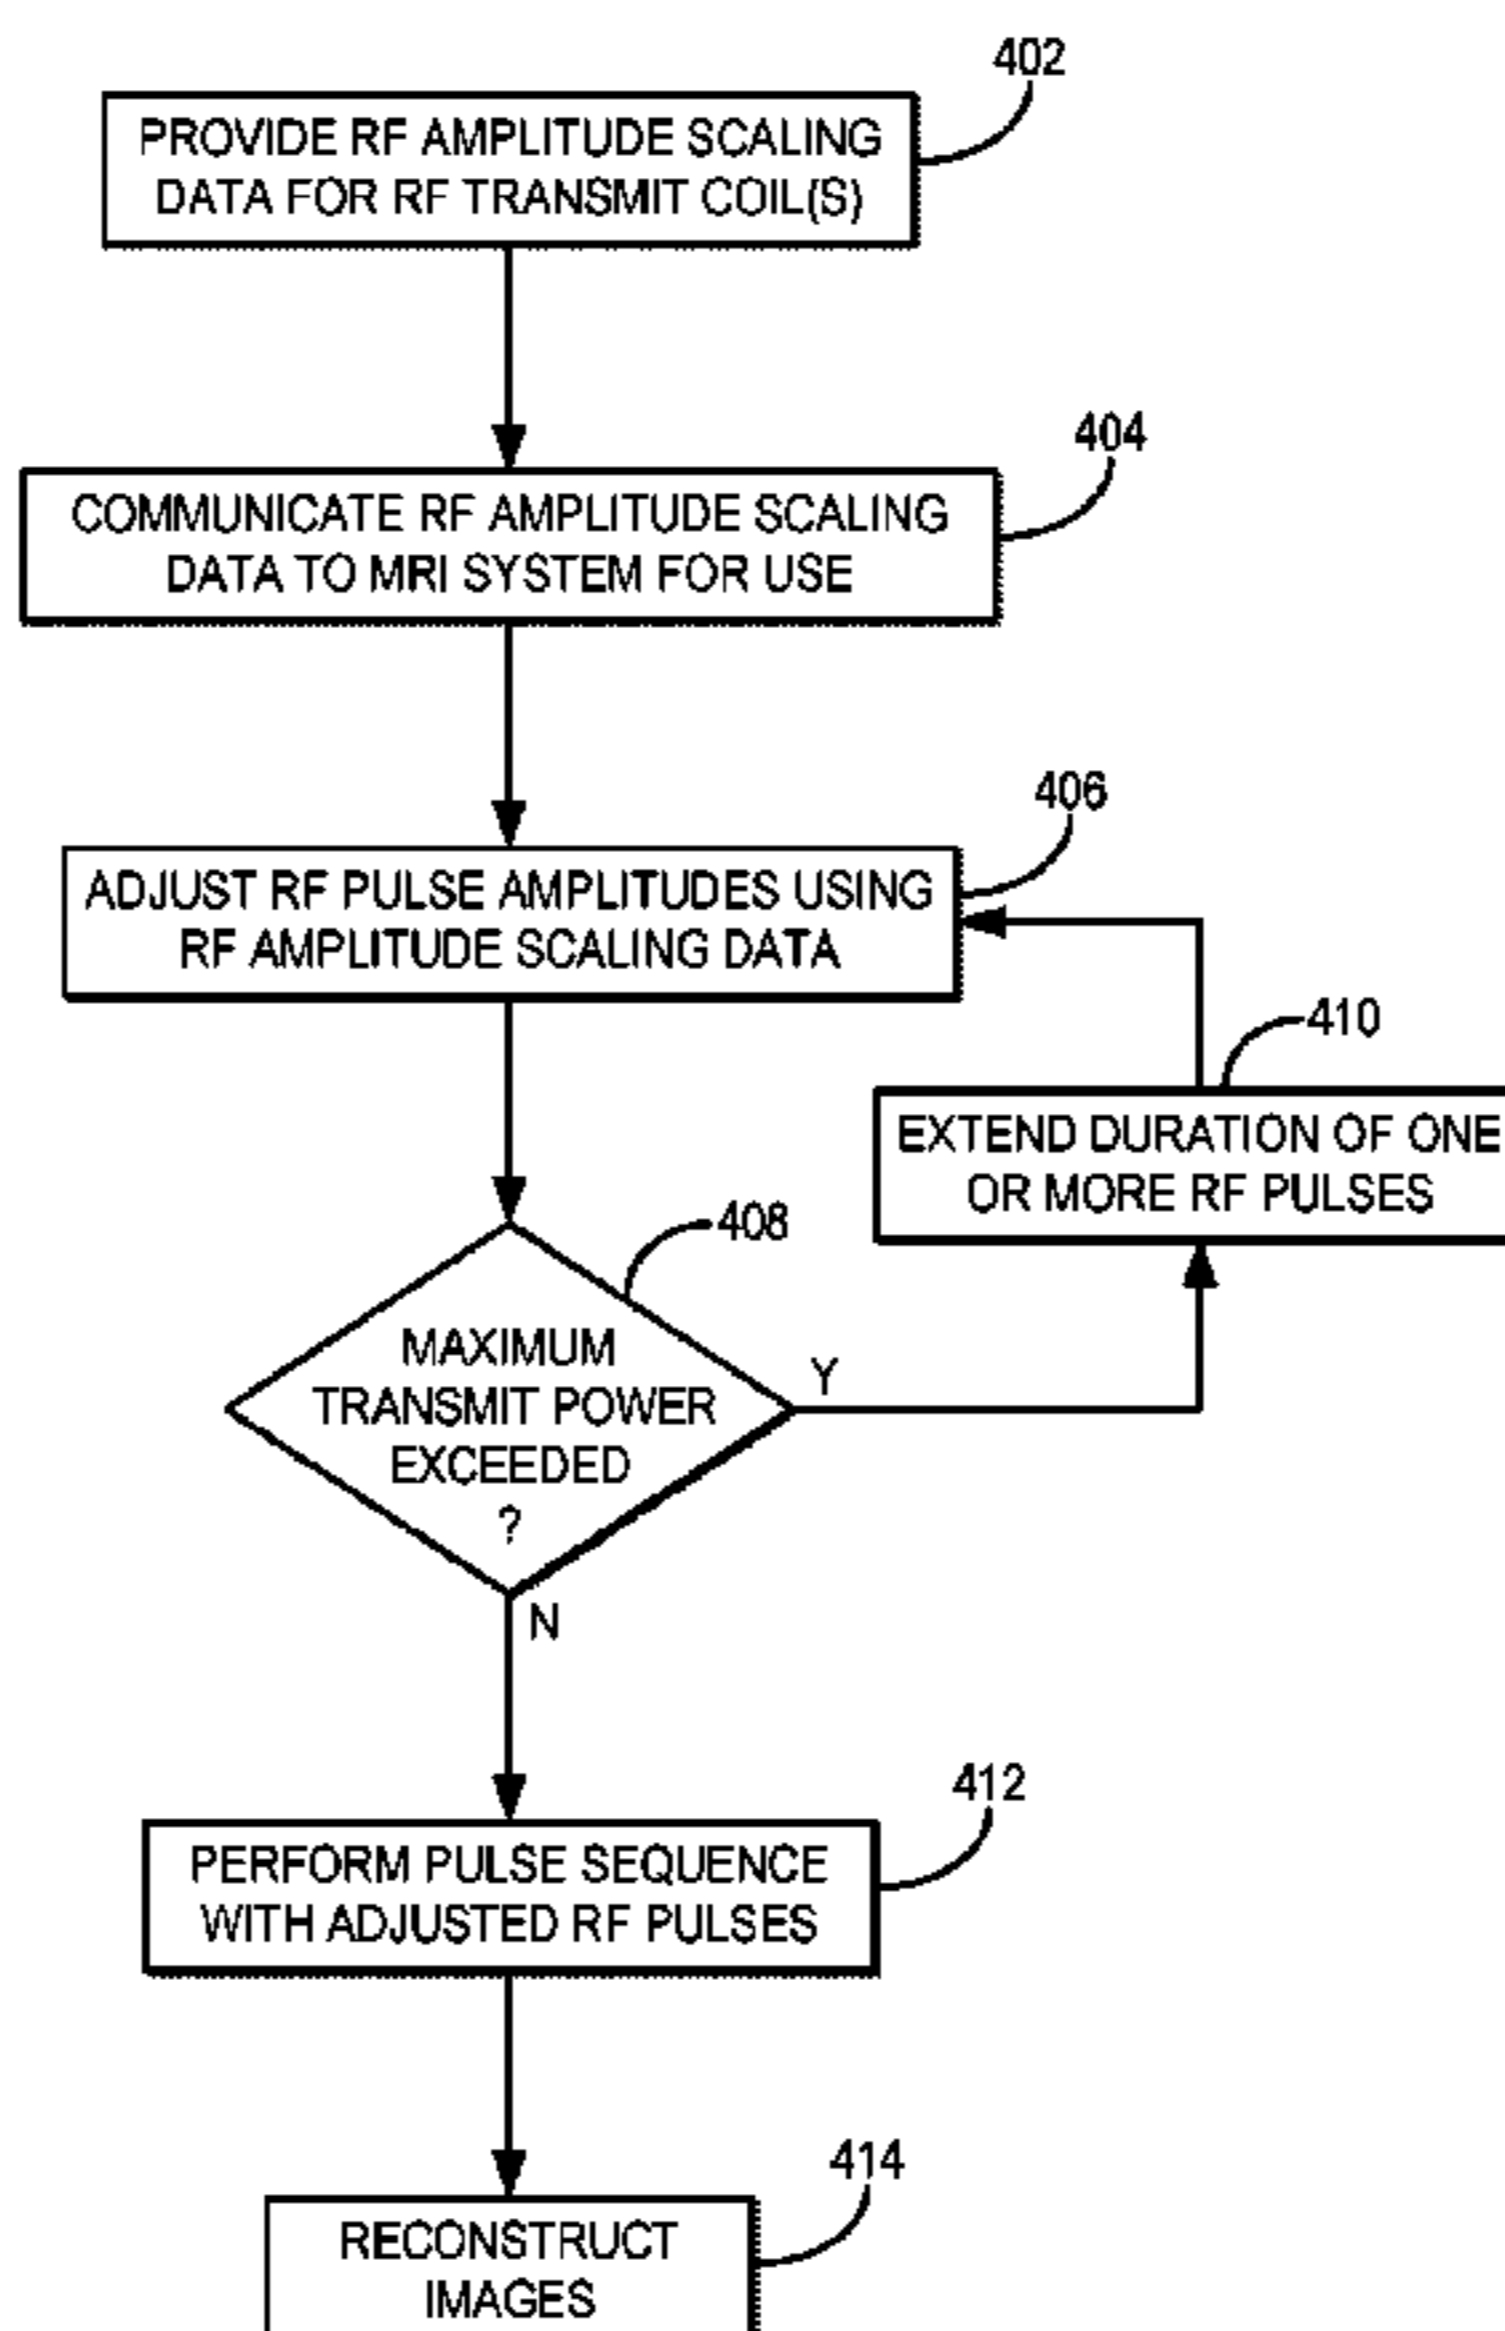 402
PROVIDE RF AMPLITUDE SCALING
DATA FOR RF TRANSMIT COIL(S)
404
COMMUNICATE RF AMPLITUDE SCALING
DATA TO MRI SYSTEM FOR USE
406
ADJUST RF PULSE AMPLITUDES USING
RF AMPLITUDE SCALING DATA
410
EXTEND DURATION OF ONE
OR MORE RF PULSES
408
MAXIMUM
TRANSMIT POWER
EXCEEDED
?
Y
N
412
PERFORM PULSE SEQUENCE
WITH ADJUSTED RF PULSES
414
RECONSTRUCT
IMAGES